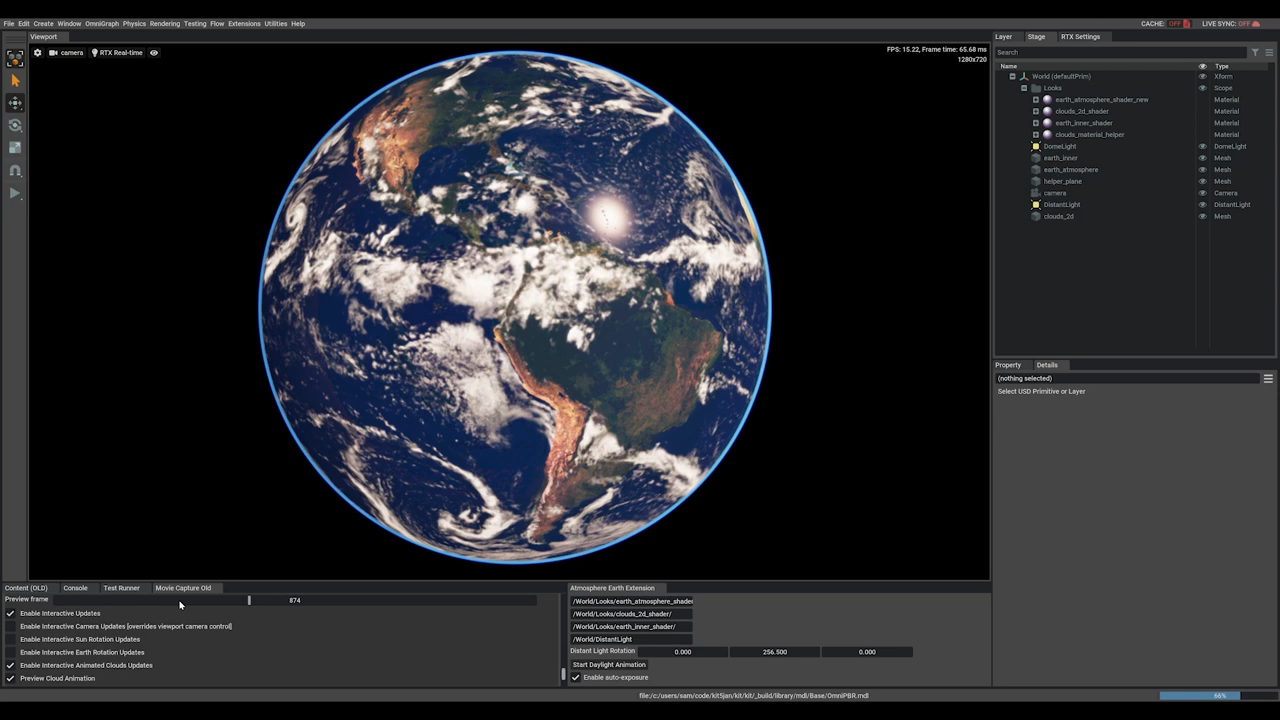 File Edit Create Window OmniGraph Physics Rendering Testing Flow Extensions Utilities Help
CACHE: OFF LIVE SYNC: OFF
Viewport
camera RTX Real-time
FPS: 15.22, Frame time: 65.68 ms
1280x720
Layer Stage RTX Settings
Search
Name Type
World (defaultPrim) Xform
Looks Scope
earth_atmosphere_shader_new Material
clouds_2d_shader Material
earth_inner_shader Material
clouds_material_helper Material
DomeLight DomeLight
earth_inner Mesh
earth_atmosphere Mesh
helper_plane Mesh
camera Camera
DistantLight DistantLight
clouds_2d Mesh
Property Details
(nothing selected)
Select USD Primitive or Layer
Content (OLD) Console Test Runner Movie Capture Old
Preview frame 874
Enable Interactive Updates
Enable Interactive Camera Updates [overrides viewport camera control]
Enable Interactive Sun Rotation Updates
Enable Interactive Earth Rotation Updates
Enable Interactive Animated Clouds Updates
Preview Cloud Animation
Atmosphere Earth Extension
/World/Looks/earth_atmosphere_shader
/World/Looks/clouds_2d_shader/
/World/Looks/earth_inner_shader/
/World/DistantLight
Distant Light Rotation 0.000 256.500 0.000
Start Daylight Animation
Enable auto-exposure
file:/c:/users/sam/code/kit5jan/kit/kit/_build/library/mdl/Base/OmniPBR.mdl
66%